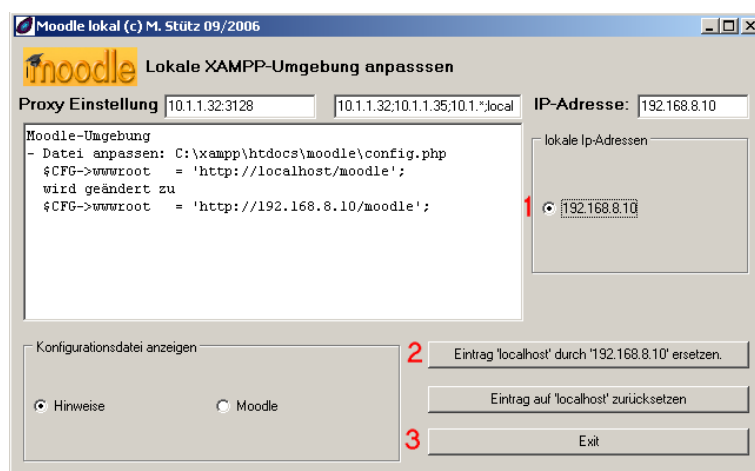 Moodle lokal (c) M. Stütz 09/2006
moodle Lokale XAMPP-Umgebung anpasssen
Proxy Einstellung 10.1.1.32:3128 10.1.1.32;10.1.1.35;10.1.*;local IP-Adresse: 192.168.8.10
Moodle-Umgebung
- Datei anpassen: C:\xampp\htdocs\moodle\config.php
$CFG->wwwroot = 'http://localhost/moodle';
wird geändert zu
$CFG->wwwroot = 'http://192.168.8.10/moodle';
lokale Ip-Adressen
1 192.168.8.10
Konfigurationsdatei anzeigen
Hinweise Moodle
2 Eintrag 'localhost' durch '192.168.8.10' ersetzen.
Eintrag auf 'localhost' zurücksetzen
3 Exit